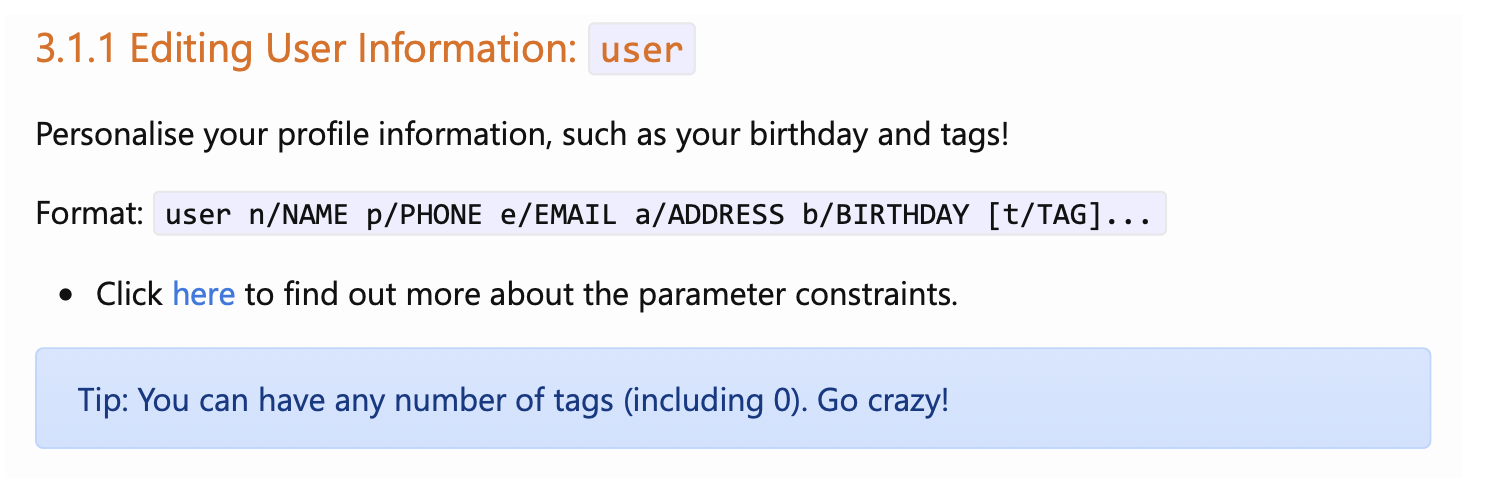 3.1.1 Editing User Information: user
Personalise your profile information, such as your birthday and tags!
Format: user n/NAME p/PHONE e/EMAIL a/ADDRESS b/BIRTHDAY [t/TAG]...
• Click here to find out more about the parameter constraints.
Tip: You can have any number of tags (including 0). Go crazy!